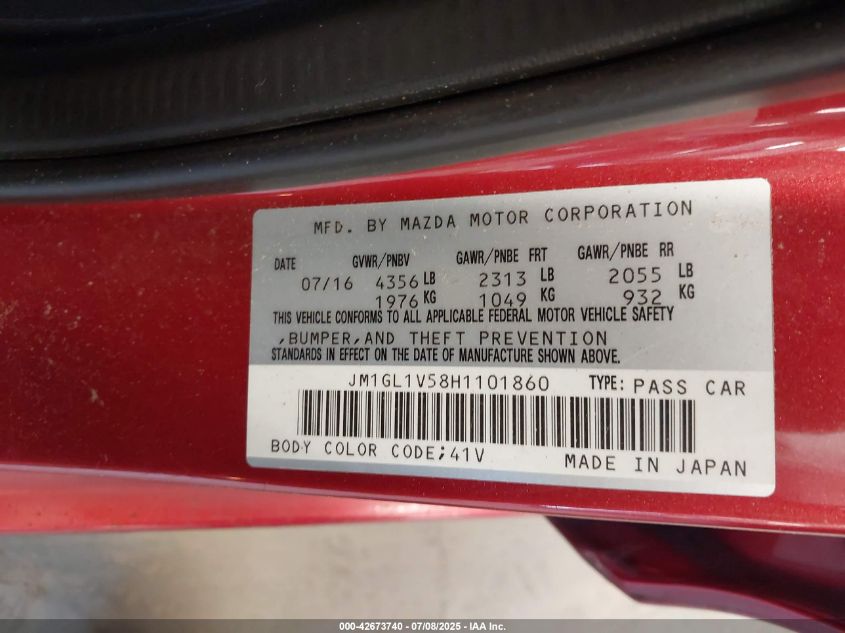 MFD. BY MAZDA MOTOR CORPORATION
DATE GVWR/PNBV GAWR/PNBE FRT GAWR/PNBE RR
07/16 4356 LB 2313 LB 2055 LB
1976 KG 1049 KG 932 KG
THIS VEHICLE CONFORMS TO ALL APPLICABLE FEDERAL MOTOR VEHICLE SAFETY
,BUMPER,AND THEFT PREVENTION
STANDARDS IN EFFECT ON THE DATE OF MANUFACTURE SHOWN ABOVE.
JM1GL1V58H1101860 TYPE: PASS CAR
BODY COLOR CODE;41V
MADE IN JAPAN
000-42673740 - 07/08/2025 - IAA Inc.